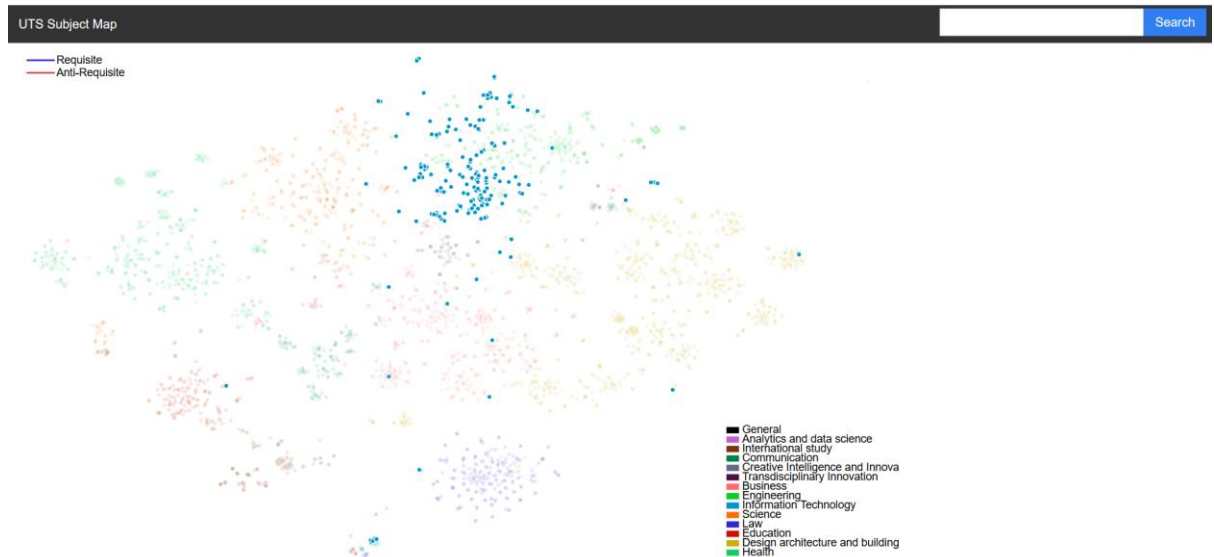 UTS Subject Map
Search
Requisite
Anti-Requisite
General
Analytics and data science
International study
Communication
Creative Intelligence and Innova
Transdisciplinary Innovation
Business
Engineering
Information Technology
Science
Law
Education
Design architecture and building
Health